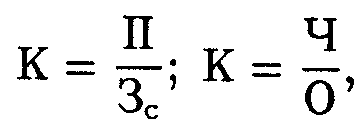 К = П/З_с; К = Ч/О,